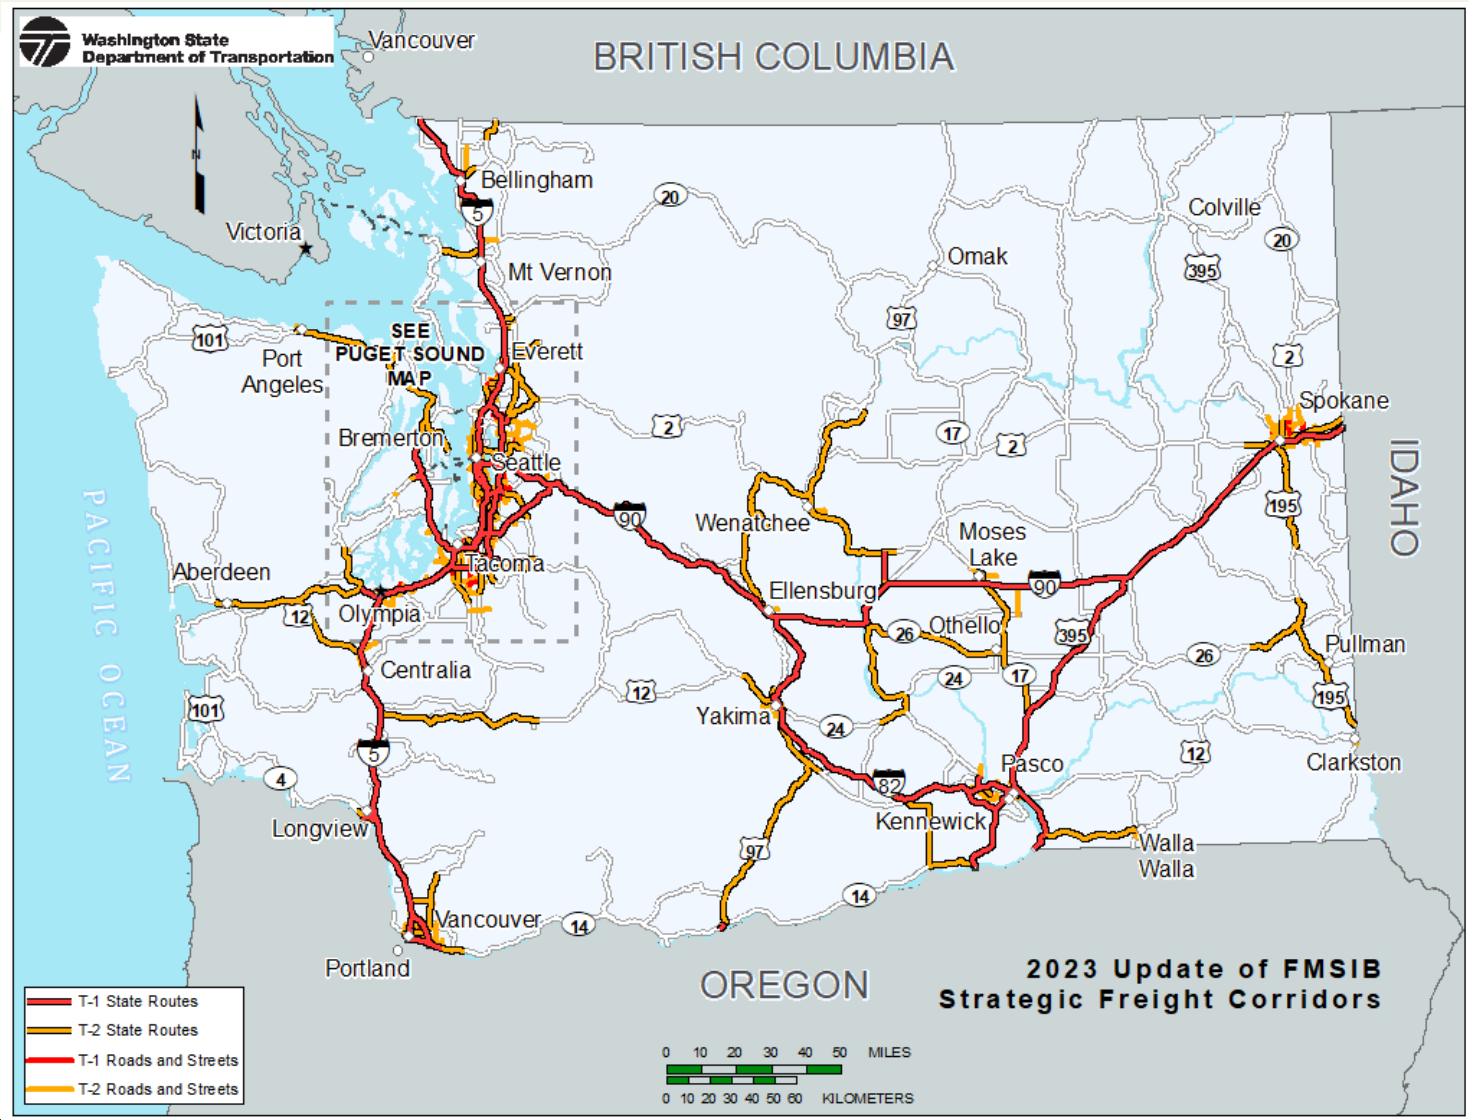 Washington State
Department of Transportation
Vancouver
BRITISH COLUMBIA
N
Bellingham
5
20
Colville
Victoria
20
Omak
395
Mt Vernon
97
101
SEE
PUGET SOUND
MAP
Everett
2
Port
Angeles
Spokane
2
17
2
Bremerton
Seattle
IDAHO
PACIFIC OCEAN
90
Wenatchee
195
Moses
Lake
Tacoma
Aberdeen
Ellensburg
90
Olympia
12
26
Othello
395
Pullman
26
Centralia
24
17
12
195
101
Yakima
24
5
12
Clarkston
Pasco
4
82
Longview
Kennewick
Walla
Walla
97
14
Vancouver
14
Portland
OREGON
2023 Update of FMSIB
Strategic Freight Corridors
T-1 State Routes
T-2 State Routes
T-1 Roads and Streets
T-2 Roads and Streets
0 10 20 30 40 50 MILES
0 10 20 30 40 50 60 KILOMETERS